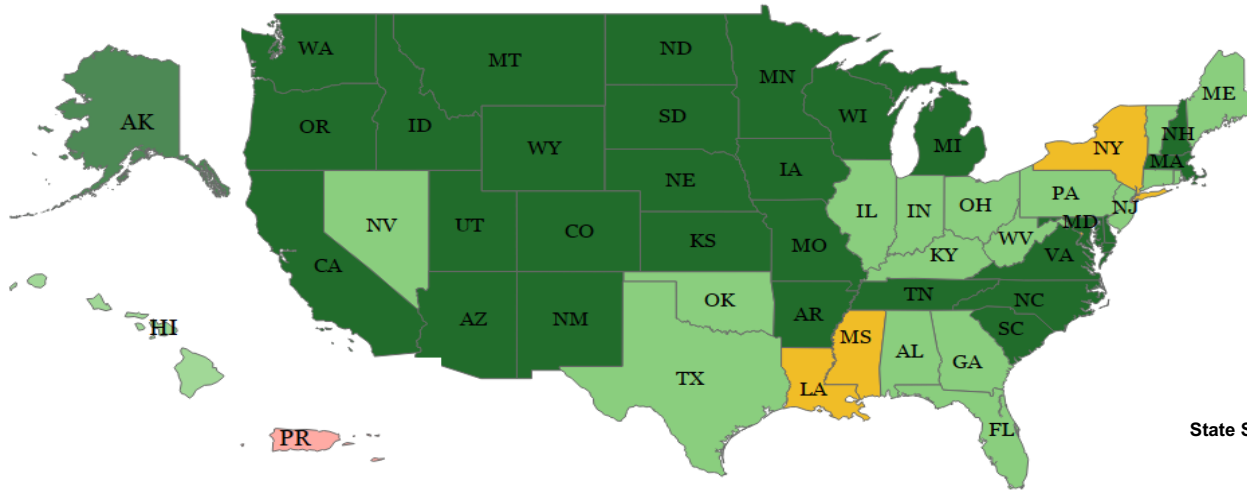 WA
MT
ND
MN
ME
AK
OR
ID
SD
WI
MI
NY
NH
MA
WY
NE
IA
PA
NJ
NV
UT
CO
KS
MO
IL
IN
OH
WV
MD
VA
KY
CA
AZ
NM
OK
AR
TN
NC
SC
HI
TX
LA
MS
AL
GA
FL
PR
State S